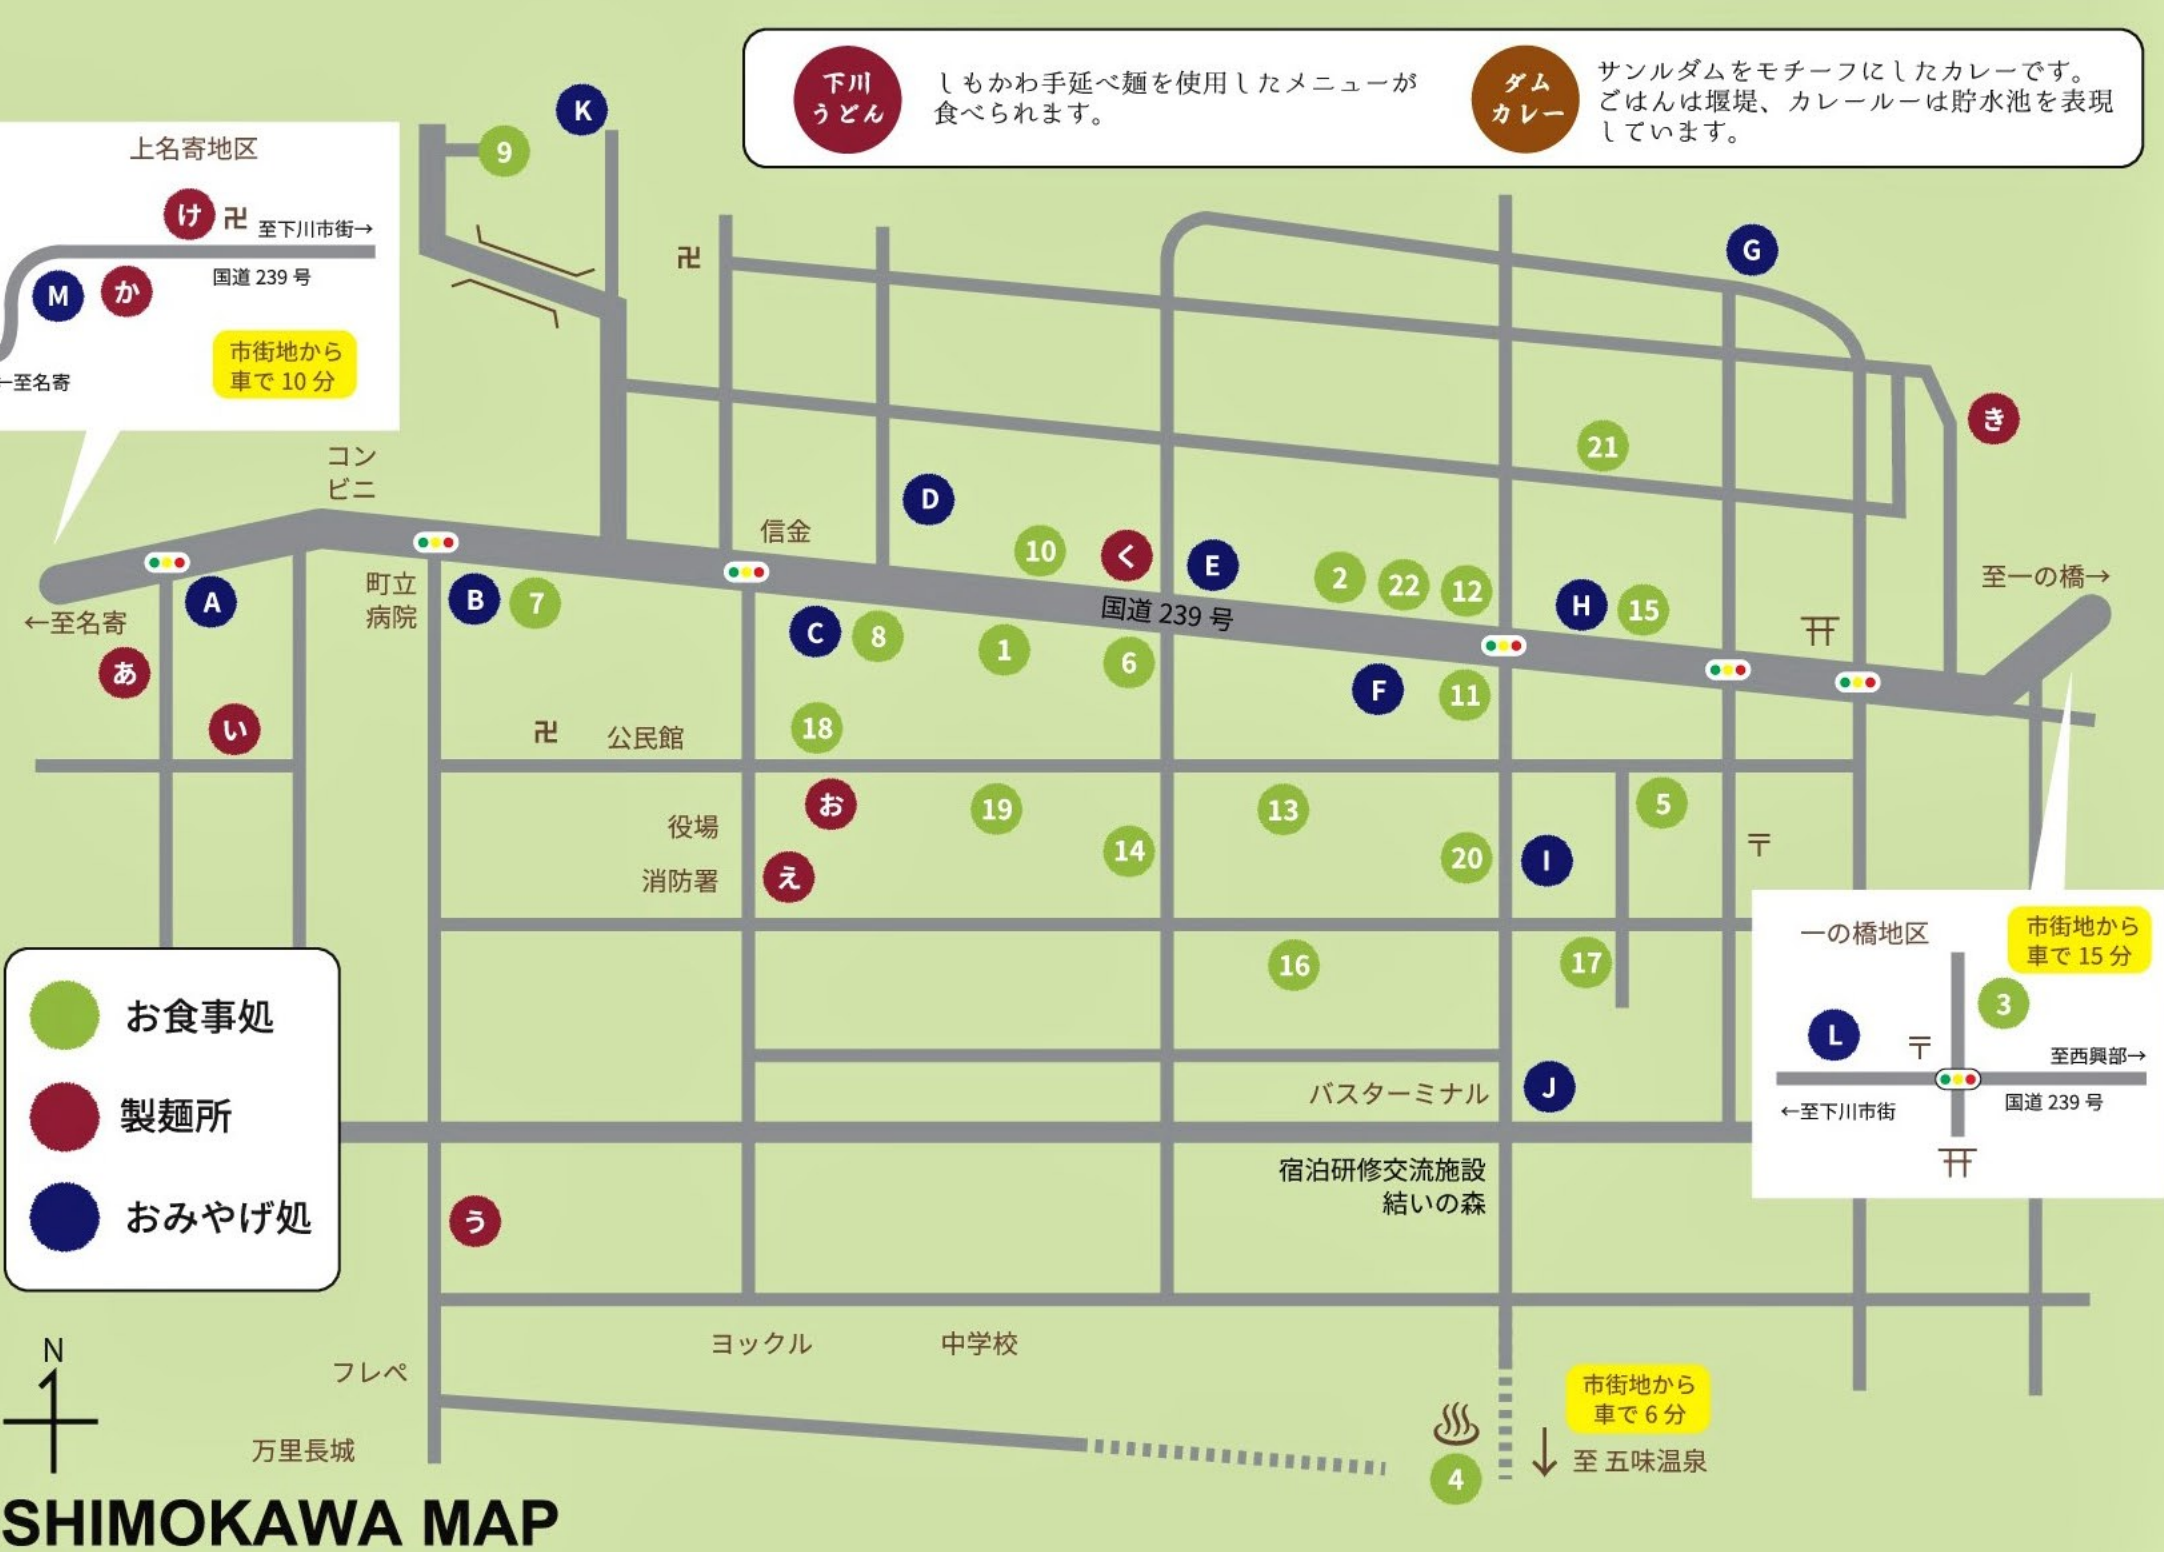 下川
うどん
しもかわ手延べ麺を使用したメニューが
食べられます。
ダム
カレー
サンルダムをモチーフにしたカレーです。
ごはんは堰堤、カレールーは貯水池を表現
しています。
K
9
上名寄地区
け
卍
至下川市街→
国道 239 号
M
か
市街地から
車で 10 分
←至名寄
卍
G
き
21
コン
ビニ
D
信金
10
く
E
2
22
12
H
15
至一の橋→
国道 239 号
←至名寄
A
町立
病院
B
7
C
8
1
6
F
11
あ
い
卍
公民館
18
役場
お
19
13
5
消防署
え
14
20
I
〒
16
17
お食事処
製麺所
おみやげ処
一の橋地区
市街地から
車で 15 分
3
L
〒
至西興部→
←至下川市街
国道 239 号
バスターミナル
J
宿泊研修交流施設
結いの森
う
ヨックル
中学校
フレペ
万里長城
市街地から
車で 6 分
4
至 五味温泉
N
SHIMOKAWA MAP